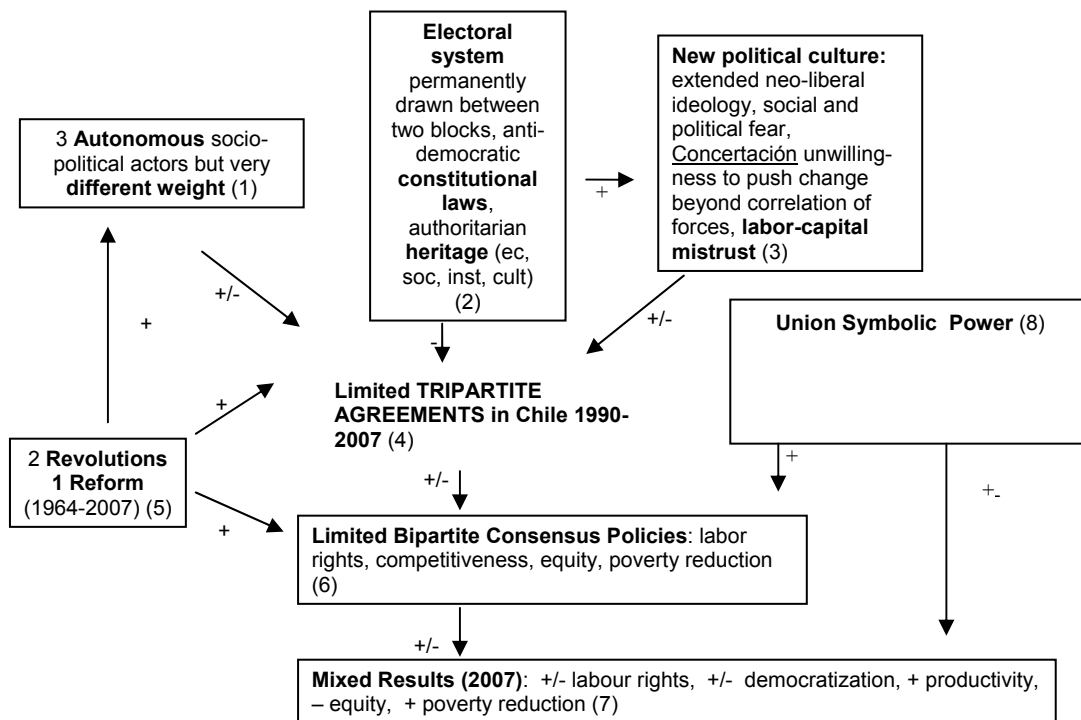 Electoral
system
permanently
drawn between
two blocks, anti-
democratic
constitutional
laws,
authoritarian
heritage (ec,
soc, inst, cult)
(2)
New political culture:
extended neo-liberal
ideology, social and
political fear,
Concertación unwilling-
ness to push change
beyond correlation of
forces, labor-capital
mistrust (3)
3 Autonomous socio-
political actors but very
different weight (1)
+
+/-
+
-
+/-
Union Symbolic Power (8)
Limited TRIPARTITE
AGREEMENTS in Chile 1990-
2007 (4)
+
2 Revolutions
1 Reform
(1964-2007) (5)
+
+/-
+
+-
Limited Bipartite Consensus Policies: labor
rights, competitiveness, equity, poverty reduction
(6)
+/-
Mixed Results (2007): +/- labour rights, +/- democratization, + productivity,
– equity, + poverty reduction (7)